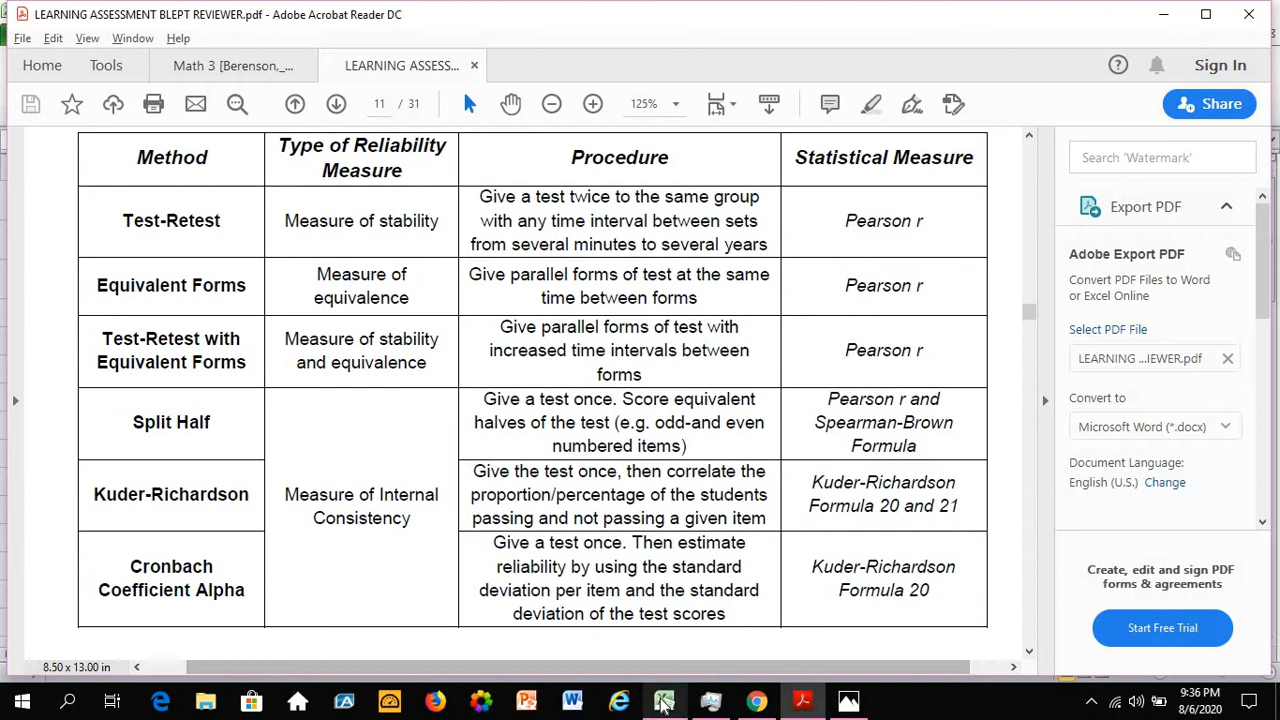 LEARNING ASSESSMENT BLEPT REVIEWER.pdf - Adobe Acrobat Reader DC
File Edit View Window Help
Home Tools Math 3 [Berenson,_... LEARNING ASSESS... ×
Sign In
11 / 31
125%
Share
Method
Type of Reliability
Measure
Procedure
Statistical Measure
Test-Retest
Measure of stability
Give a test twice to the same group
with any time interval between sets
from several minutes to several years
Pearson r
Equivalent Forms
Measure of
equivalence
Give parallel forms of test at the same
time between forms
Pearson r
Test-Retest with
Equivalent Forms
Measure of stability
and equivalence
Give parallel forms of test with
increased time intervals between
forms
Pearson r
Split Half
Give a test once. Score equivalent
halves of the test (e.g. odd-and even
numbered items)
Pearson r and
Spearman-Brown
Formula
Kuder-Richardson
Measure of Internal
Consistency
Give the test once, then correlate the
proportion/percentage of the students
passing and not passing a given item
Kuder-Richardson
Formula 20 and 21
Cronbach
Coefficient Alpha
Give a test once. Then estimate
reliability by using the standard
deviation per item and the standard
deviation of the test scores
Kuder-Richardson
Formula 20
8.50 x 13.00 in
Search 'Watermark'
Export PDF
Adobe Export PDF
Convert PDF Files to Word
or Excel Online
Select PDF File
LEARNING ...IEWER.pdf
Convert to
Microsoft Word (*.docx)
Document Language:
English (U.S.) Change
Create, edit and sign PDF
forms & agreements
Start Free Trial
9:36 PM
8/6/2020